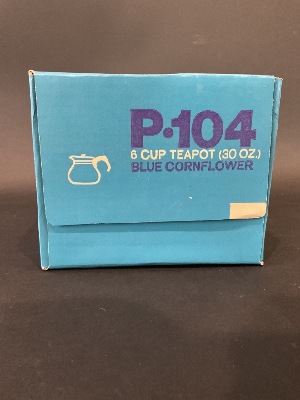 P·104
6 CUP TEAPOT (30 OZ.)
BLUE CORNFLOWER